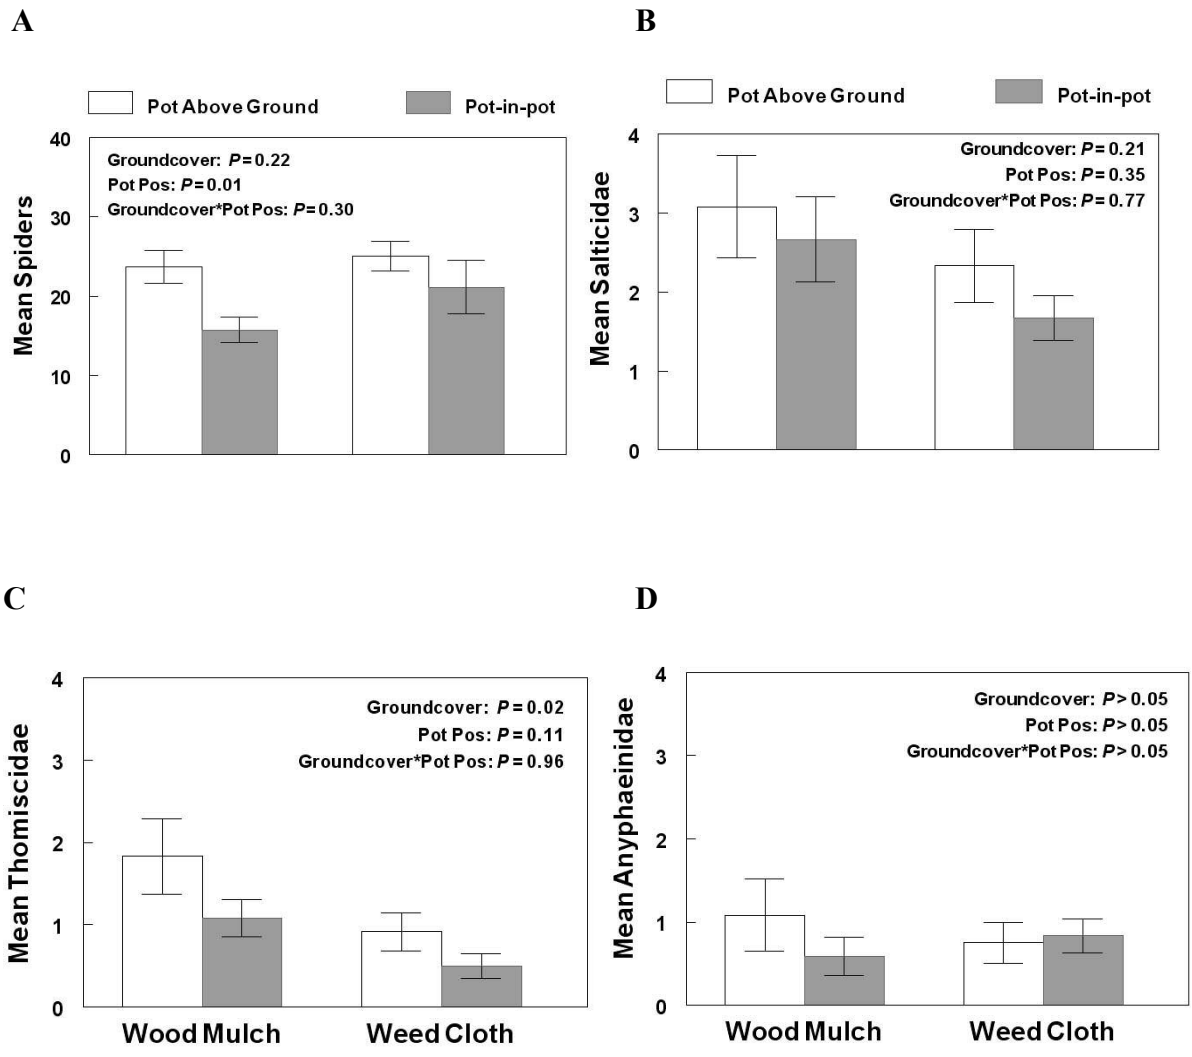 A
Pot Above Ground
Pot-in-pot
Mean Spiders
40
30
20
10
0
Groundcover: P = 0.22
Pot Pos: P = 0.01
Groundcover*Pot Pos: P = 0.30
B
Pot Above Ground
Pot-in-pot
Mean Salticidae
4
3
2
1
0
Groundcover: P = 0.21
Pot Pos: P = 0.35
Groundcover*Pot Pos: P = 0.77
C
Mean Thomiscidae
4
3
2
1
0
Groundcover: P = 0.02
Pot Pos: P = 0.11
Groundcover*Pot Pos: P = 0.96
Wood Mulch
Weed Cloth
D
Mean Anyphaeinidae
4
3
2
1
0
Groundcover: P > 0.05
Pot Pos: P > 0.05
Groundcover*Pot Pos: P > 0.05
Wood Mulch
Weed Cloth